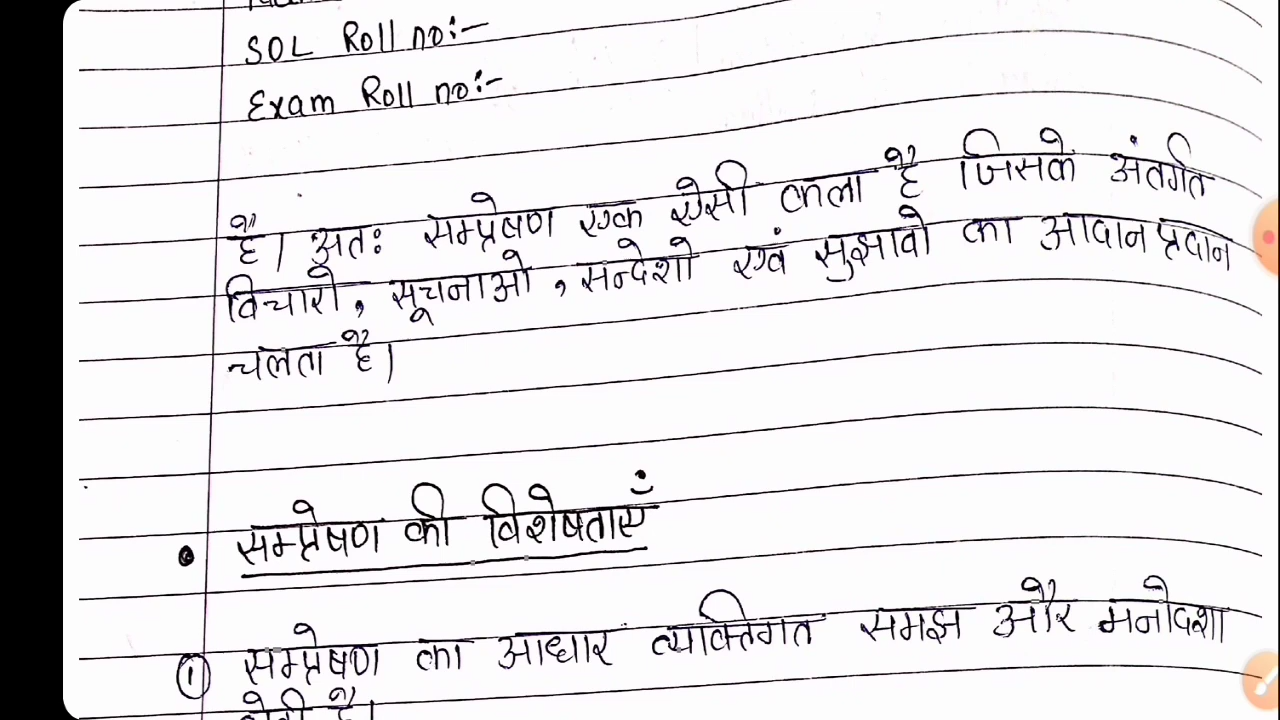 SOL Roll no:-
Exam Roll no:-
है। अतः सम्प्रेषण एक ऐसी कला है जिसके अंतर्गत
विचारो, सूचनाओ, सन्देशो एवं सुझावो का आदान प्रदान
चलता है।
• सम्प्रेषण की विशेषताएँ
① सम्प्रेषण का आधार व्यक्तिगत समझ और मनोदशा
होती है।